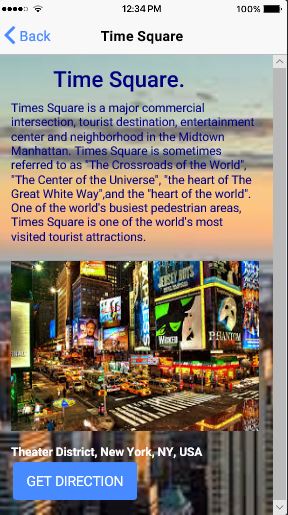 12:34 PM
100%
Back
Time Square
Time Square.
Times Square is a major commercial
intersection, tourist destination, entertainment
center and neighborhood in the Midtown
Manhattan. Times Square is sometimes
referred to as "The Crossroads of the World",
"The Center of the Universe", "the heart of The
Great White Way",and the "heart of the world".
One of the world's busiest pedestrian areas,
Times Square is one of the world's most
visited tourist attractions.
JERSEY BOYS
WICKED
PHANTOM
Theater District, New York, NY, USA
GET DIRECTION